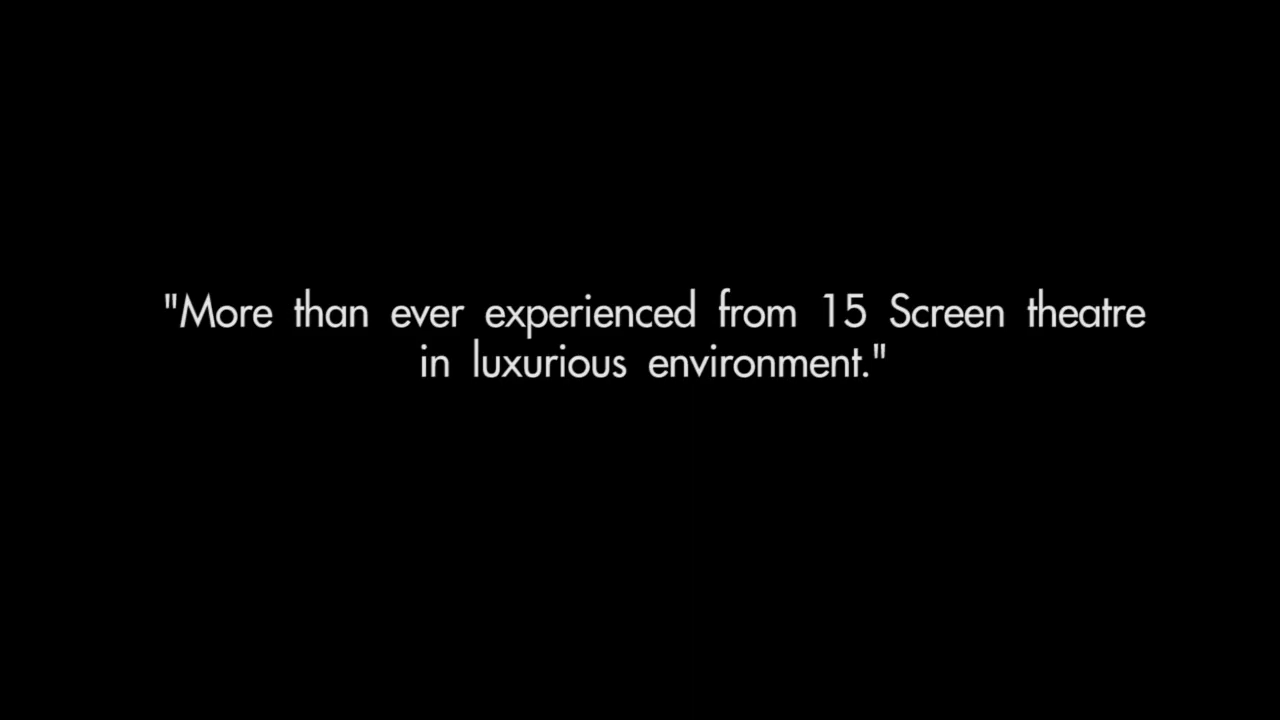 "More than ever experienced from 15 Screen theatre
in luxurious environment."